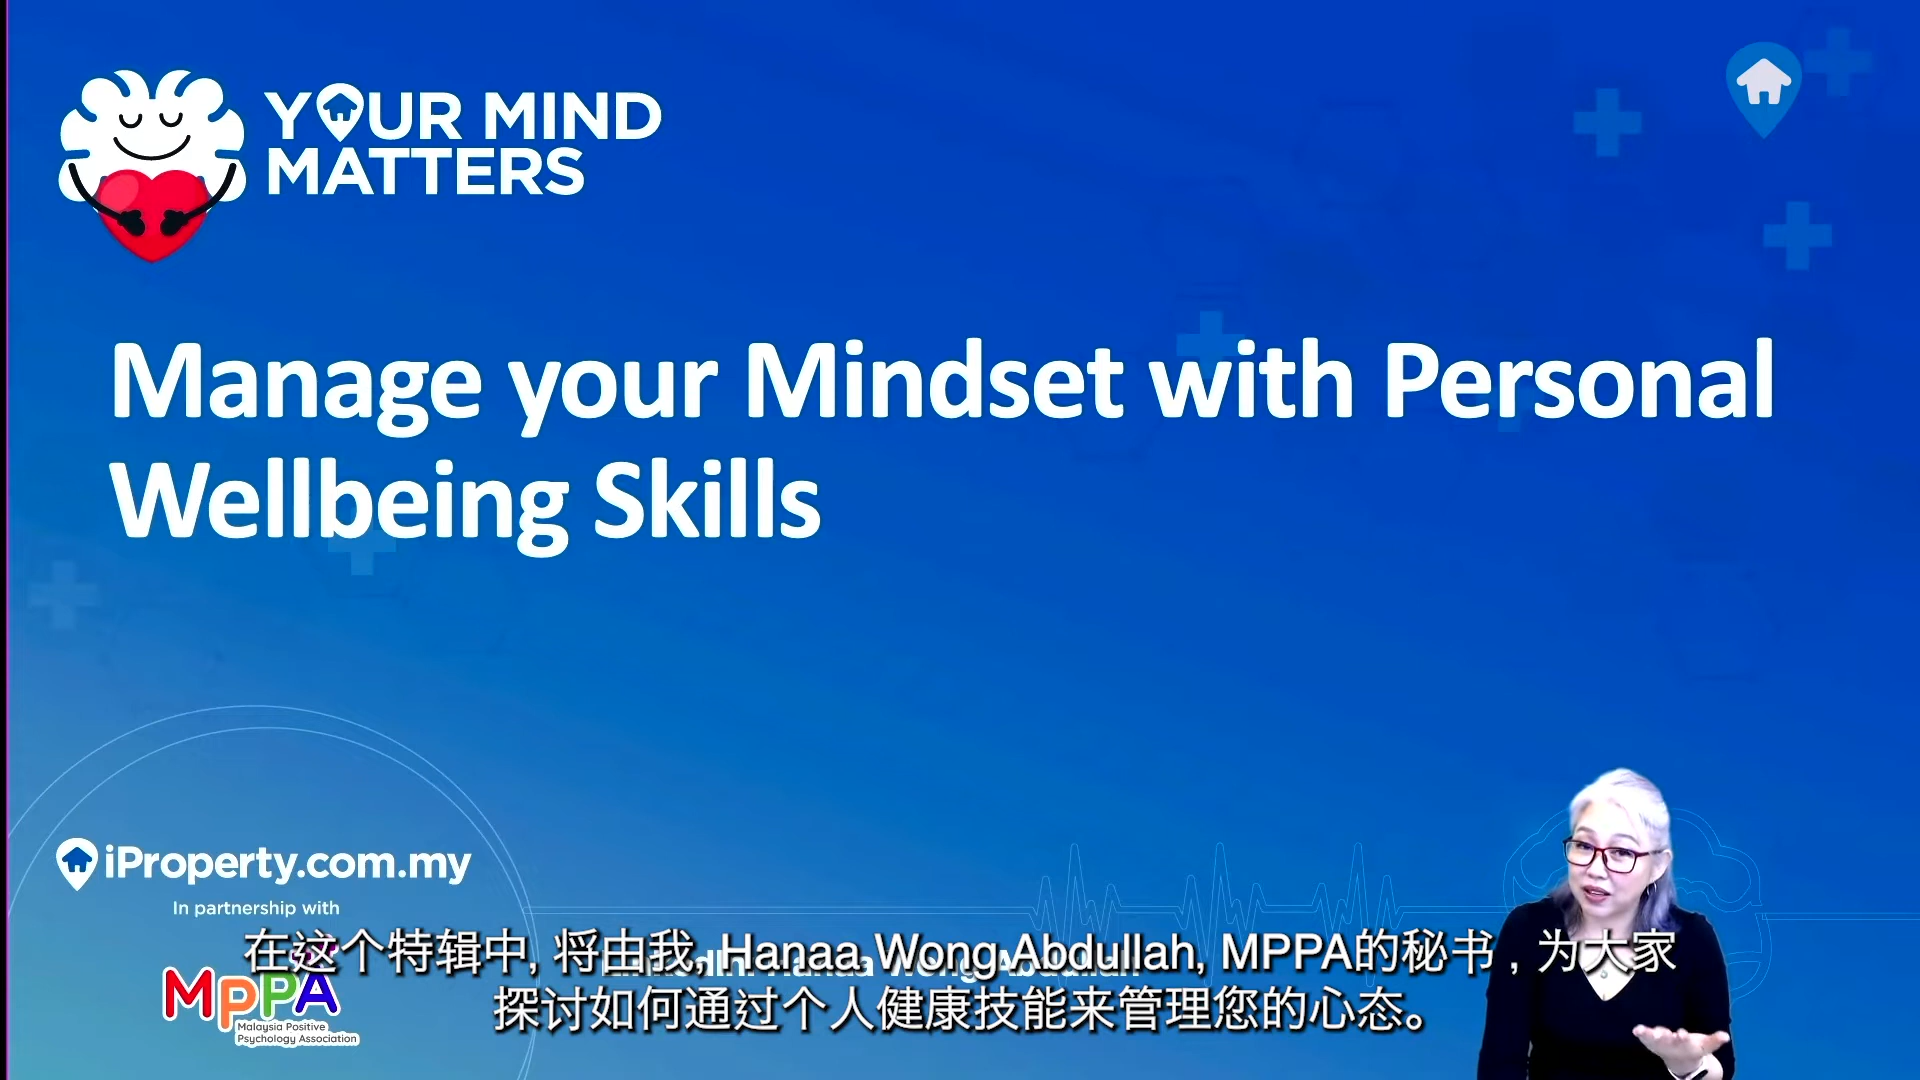 YOUR MIND
MATTERS
Manage your Mindset with Personal
Wellbeing Skills
iProperty.com.my
In partnership with
MPPA
Malaysia Positive
Psychology Association
Hanaa Wong Abdullah
在这个特辑中, 将由我, Hanaa Wong Abdullah, MPPA的秘书，为大家
探讨如何通过个人健康技能来管理您的心态。